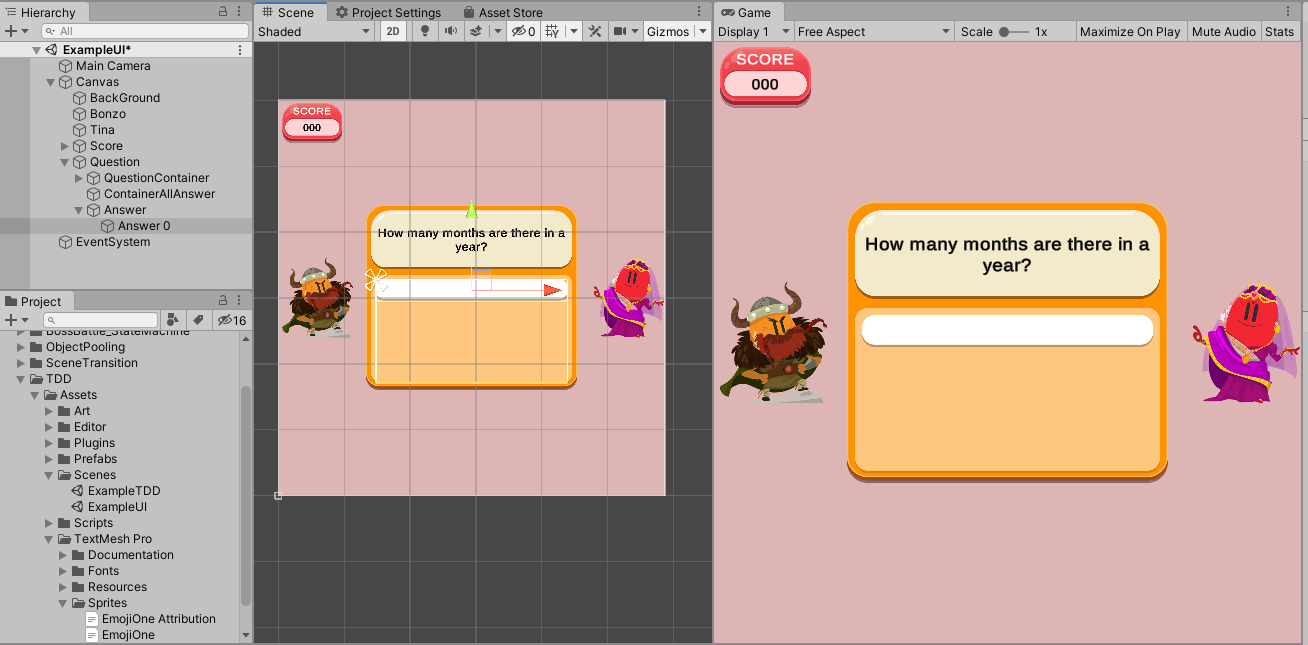 Hierarchy
All
ExampleUI*
Main Camera
Canvas
BackGround
Bonzo
Tina
Score
Question
QuestionContainer
ContainerAllAnswer
Answer
Answer 0
EventSystem
Project
16
BossBattle_StateMachine
ObjectPooling
SceneTransition
TDD
Assets
Art
Editor
Plugins
Prefabs
Scenes
ExampleTDD
ExampleUI
Scripts
TextMesh Pro
Documentation
Fonts
Resources
Sprites
EmojiOne Attribution
EmojiOne
Scene
Project Settings
Asset Store
Shaded
2D
0
Gizmos
SCORE
000
How many months are there in a
year?
Game
Display 1
Free Aspect
Scale
1x
Maximize On Play
Mute Audio
Stats
SCORE
000
How many months are there in a
year?